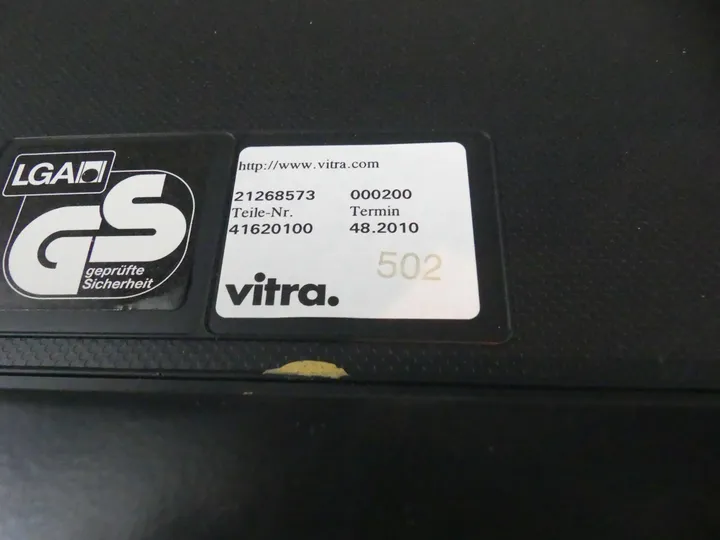 LGA
GS
geprüfte
Sicherheit
http://www.vitra.com
21268573 000200
Teile-Nr. Termin
41620100 48.2010
502
vitra.